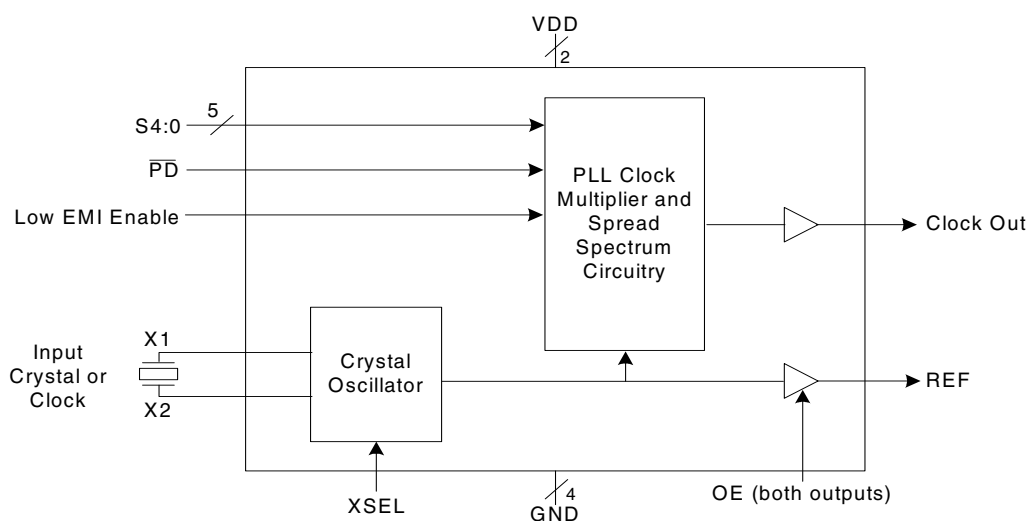 VDD
2
5
S4:0
P̅D̅
Low EMI Enable
PLL Clock
Multiplier and
Spread
Spectrum
Circuitry
Clock Out
Input
Crystal or
Clock
X1
X2
Crystal
Oscillator
REF
XSEL
4
GND
OE (both outputs)